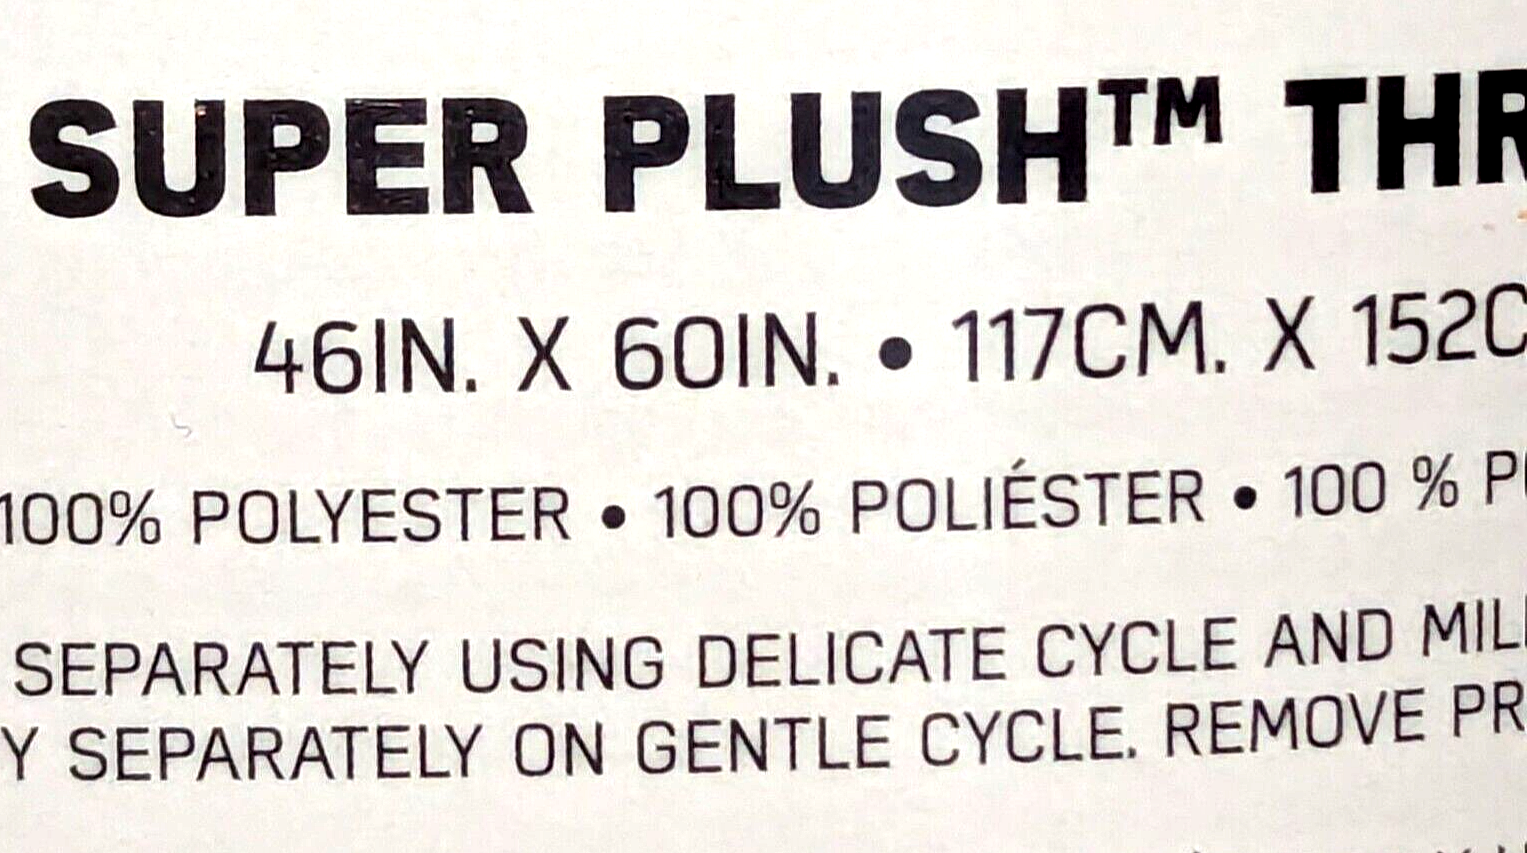 SUPER PLUSH™ THR
46IN. X 60IN. • 117CM. X 152C
100% POLYESTER • 100% POLIÉSTER • 100 % P
SEPARATELY USING DELICATE CYCLE AND MIL
Y SEPARATELY ON GENTLE CYCLE. REMOVE PR